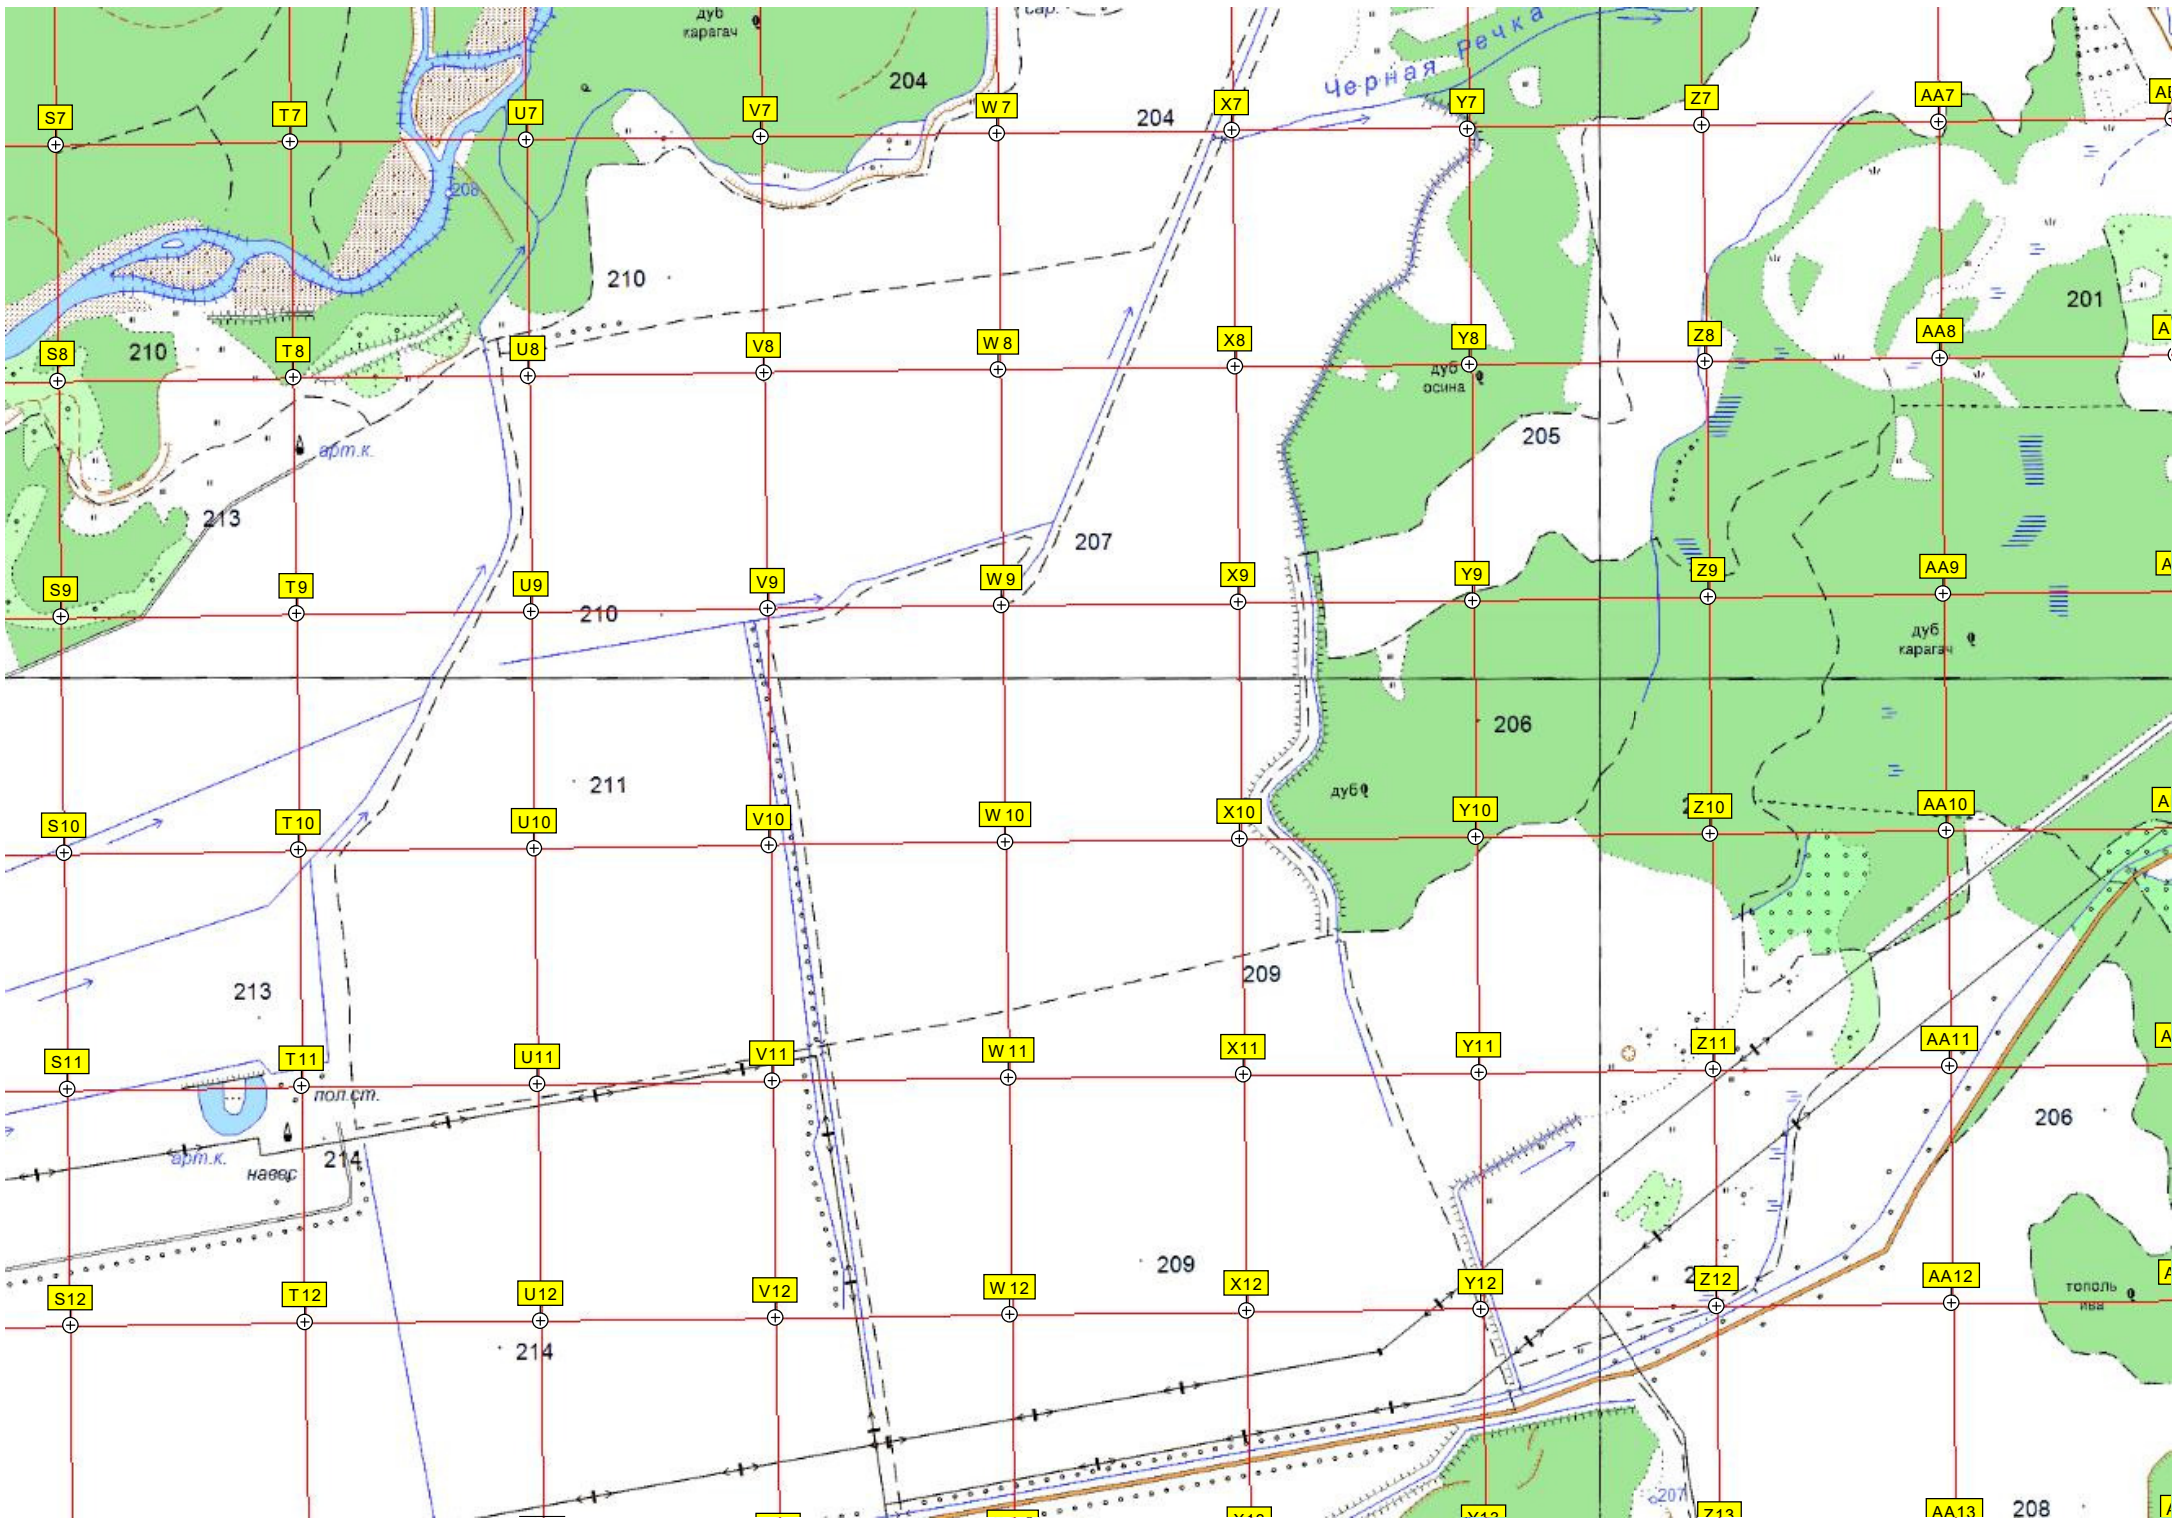 дуб
карагач
сар.
Черная Речка
204
S7
T7
U7
V7
W7
204
X7
Y7
Z7
AA7
208
210
201
S8
210
T8
U8
V8
W8
X8
Y8
Z8
AA8
дуб
осина
арт.к.
205
213
207
S9
T9
U9
210
V9
W9
X9
Y9
Z9
AA9
дуб
карагач
206
211
дуб
S10
T10
U10
V10
W10
X10
Y10
Z10
AA10
213
209
S11
T11
U11
V11
W11
X11
Y11
Z11
AA11
пол.ст.
206
арт.к.
214
навес
209
S12
T12
U12
V12
W12
X12
Y12
Z12
AA12
тополь
ива
214
207
Z13
AA13
208